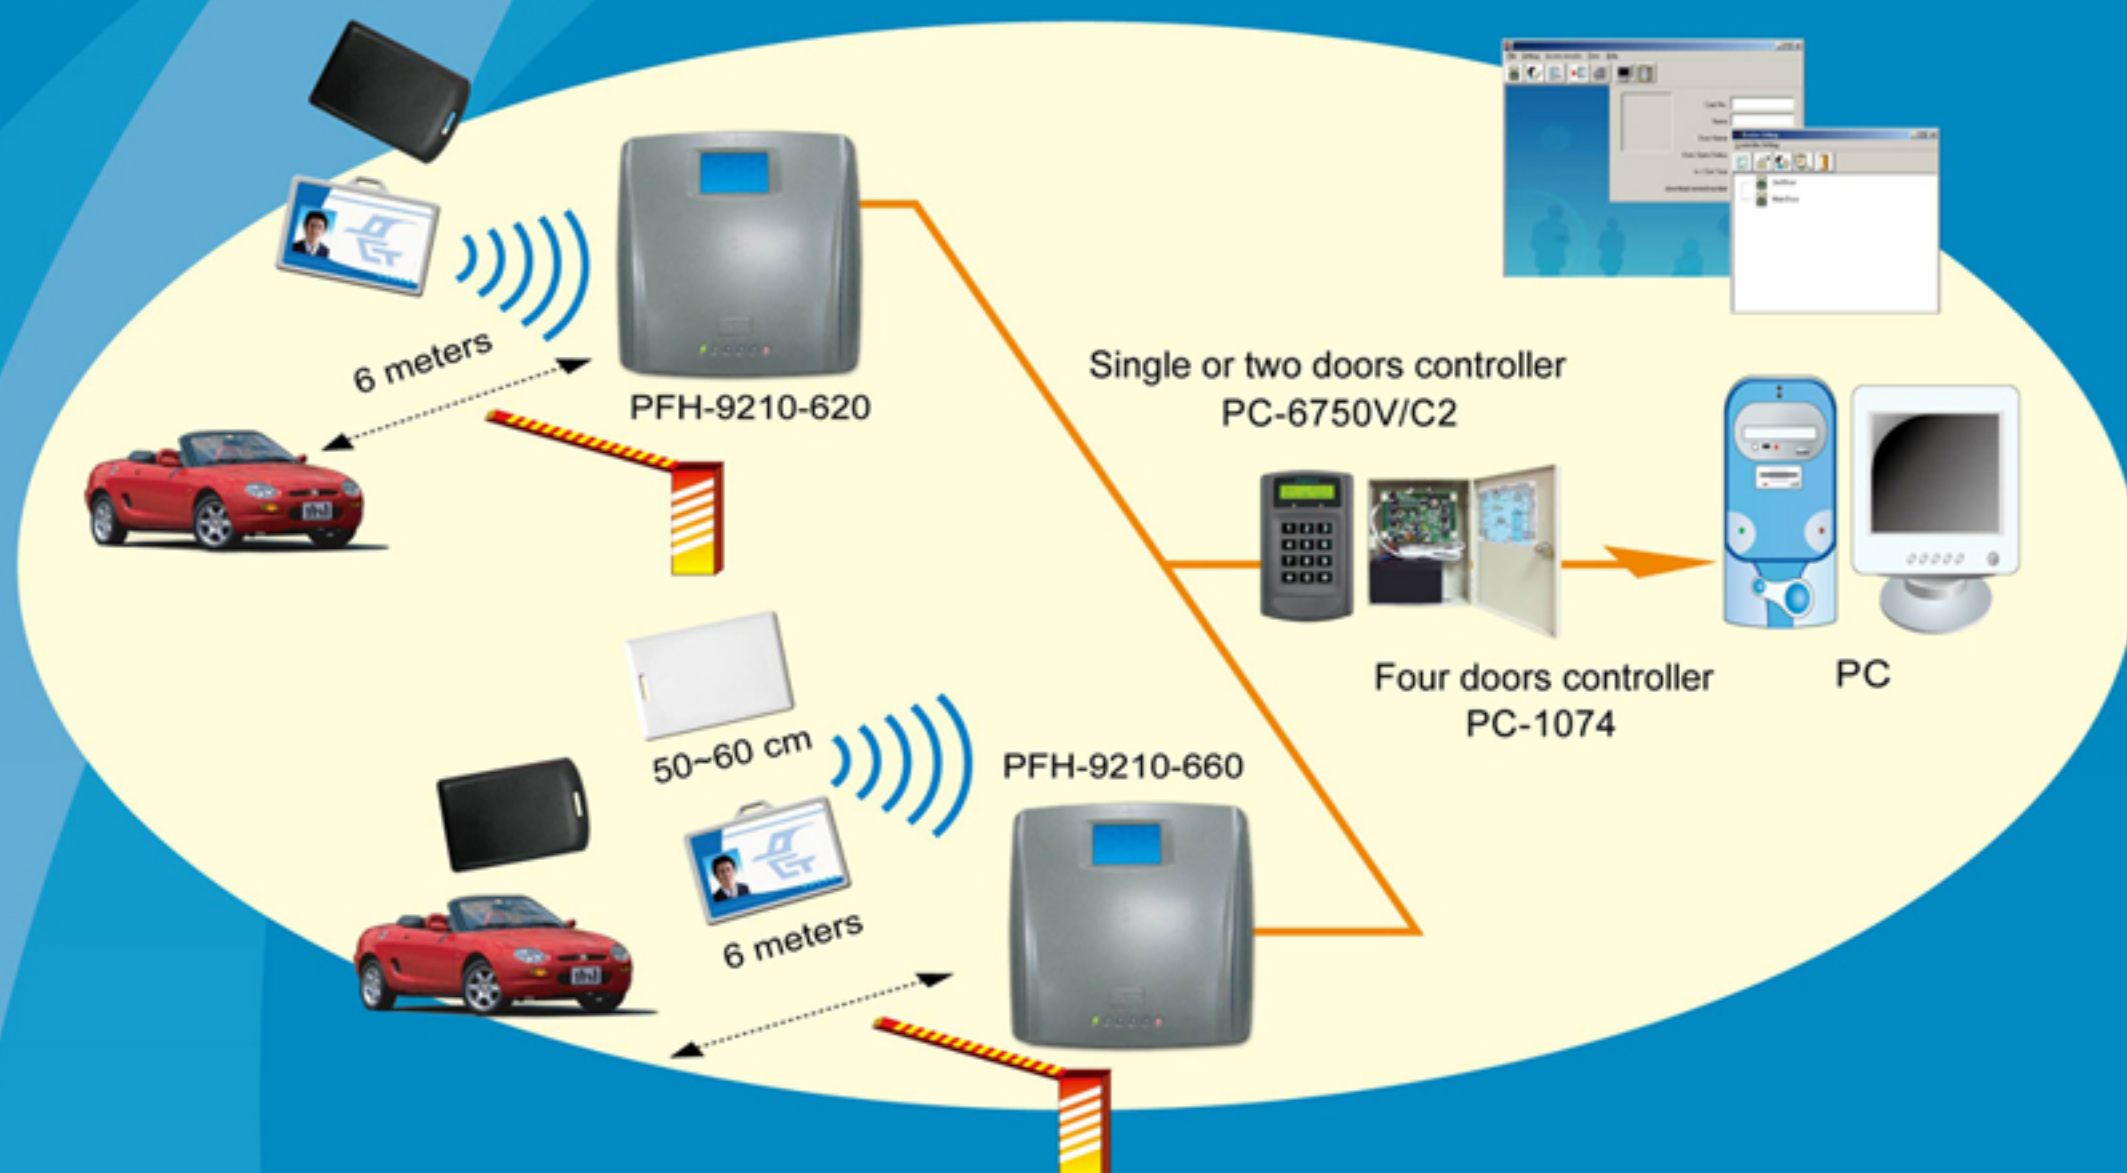 6 meters
PFH-9210-620
Single or two doors controller
PC-6750V/C2
Four doors controller
PC-1074
PC
50~60 cm
PFH-9210-660
6 meters